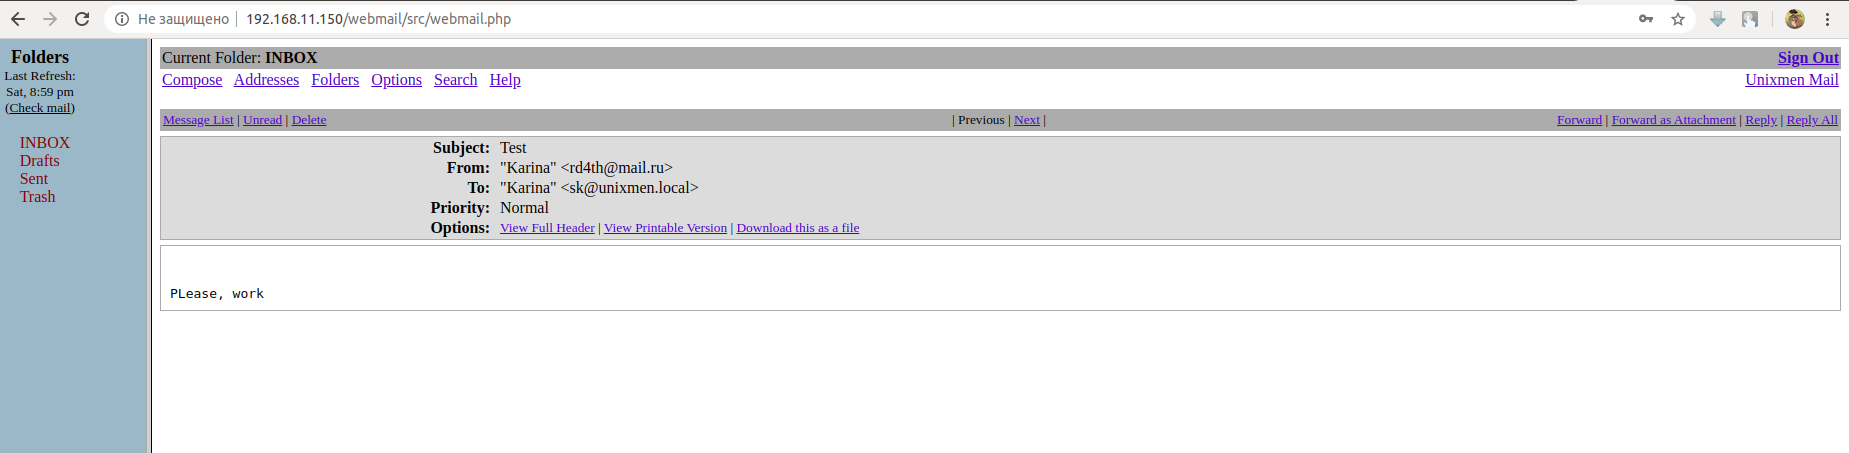 Не защищено | 192.168.11.150/webmail/src/webmail.php
Folders
Last Refresh:
Sat, 8:59 pm
(Check mail)
INBOX
Drafts
Sent
Trash
Current Folder: INBOX
Sign Out
Compose Addresses Folders Options Search Help
Unixmen Mail
Message List | Unread | Delete
| Previous | Next |
Forward | Forward as Attachment | Reply | Reply All
Subject: Test
From: "Karina" <rd4th@mail.ru>
To: "Karina" <sk@unixmen.local>
Priority: Normal
Options: View Full Header | View Printable Version | Download this as a file
PLease, work